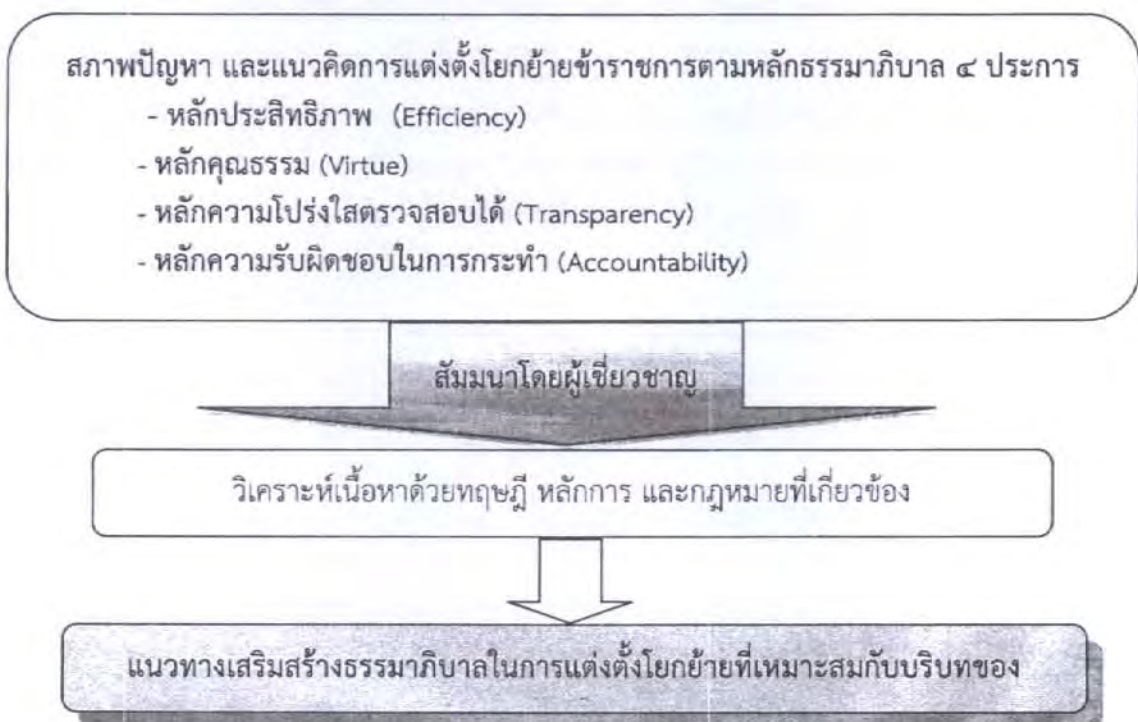 สภาพปัญหา และแนวคิดการแต่งตั้งโยกย้ายข้าราชการตามหลักธรรมาภิบาล ๔ ประการ
- หลักประสิทธิภาพ (Efficiency)
- หลักคุณธรรม (Virtue)
- หลักความโปร่งใสตรวจสอบได้ (Transparency)
- หลักความรับผิดชอบในการกระทำ (Accountability)
สัมมนาโดยผู้เชี่ยวชาญ
วิเคราะห์เนื้อหาด้วยทฤษฎี หลักการ และกฎหมายที่เกี่ยวข้อง
แนวทางเสริมสร้างธรรมาภิบาลในการแต่งตั้งโยกย้ายที่เหมาะสมกับบริบทของ